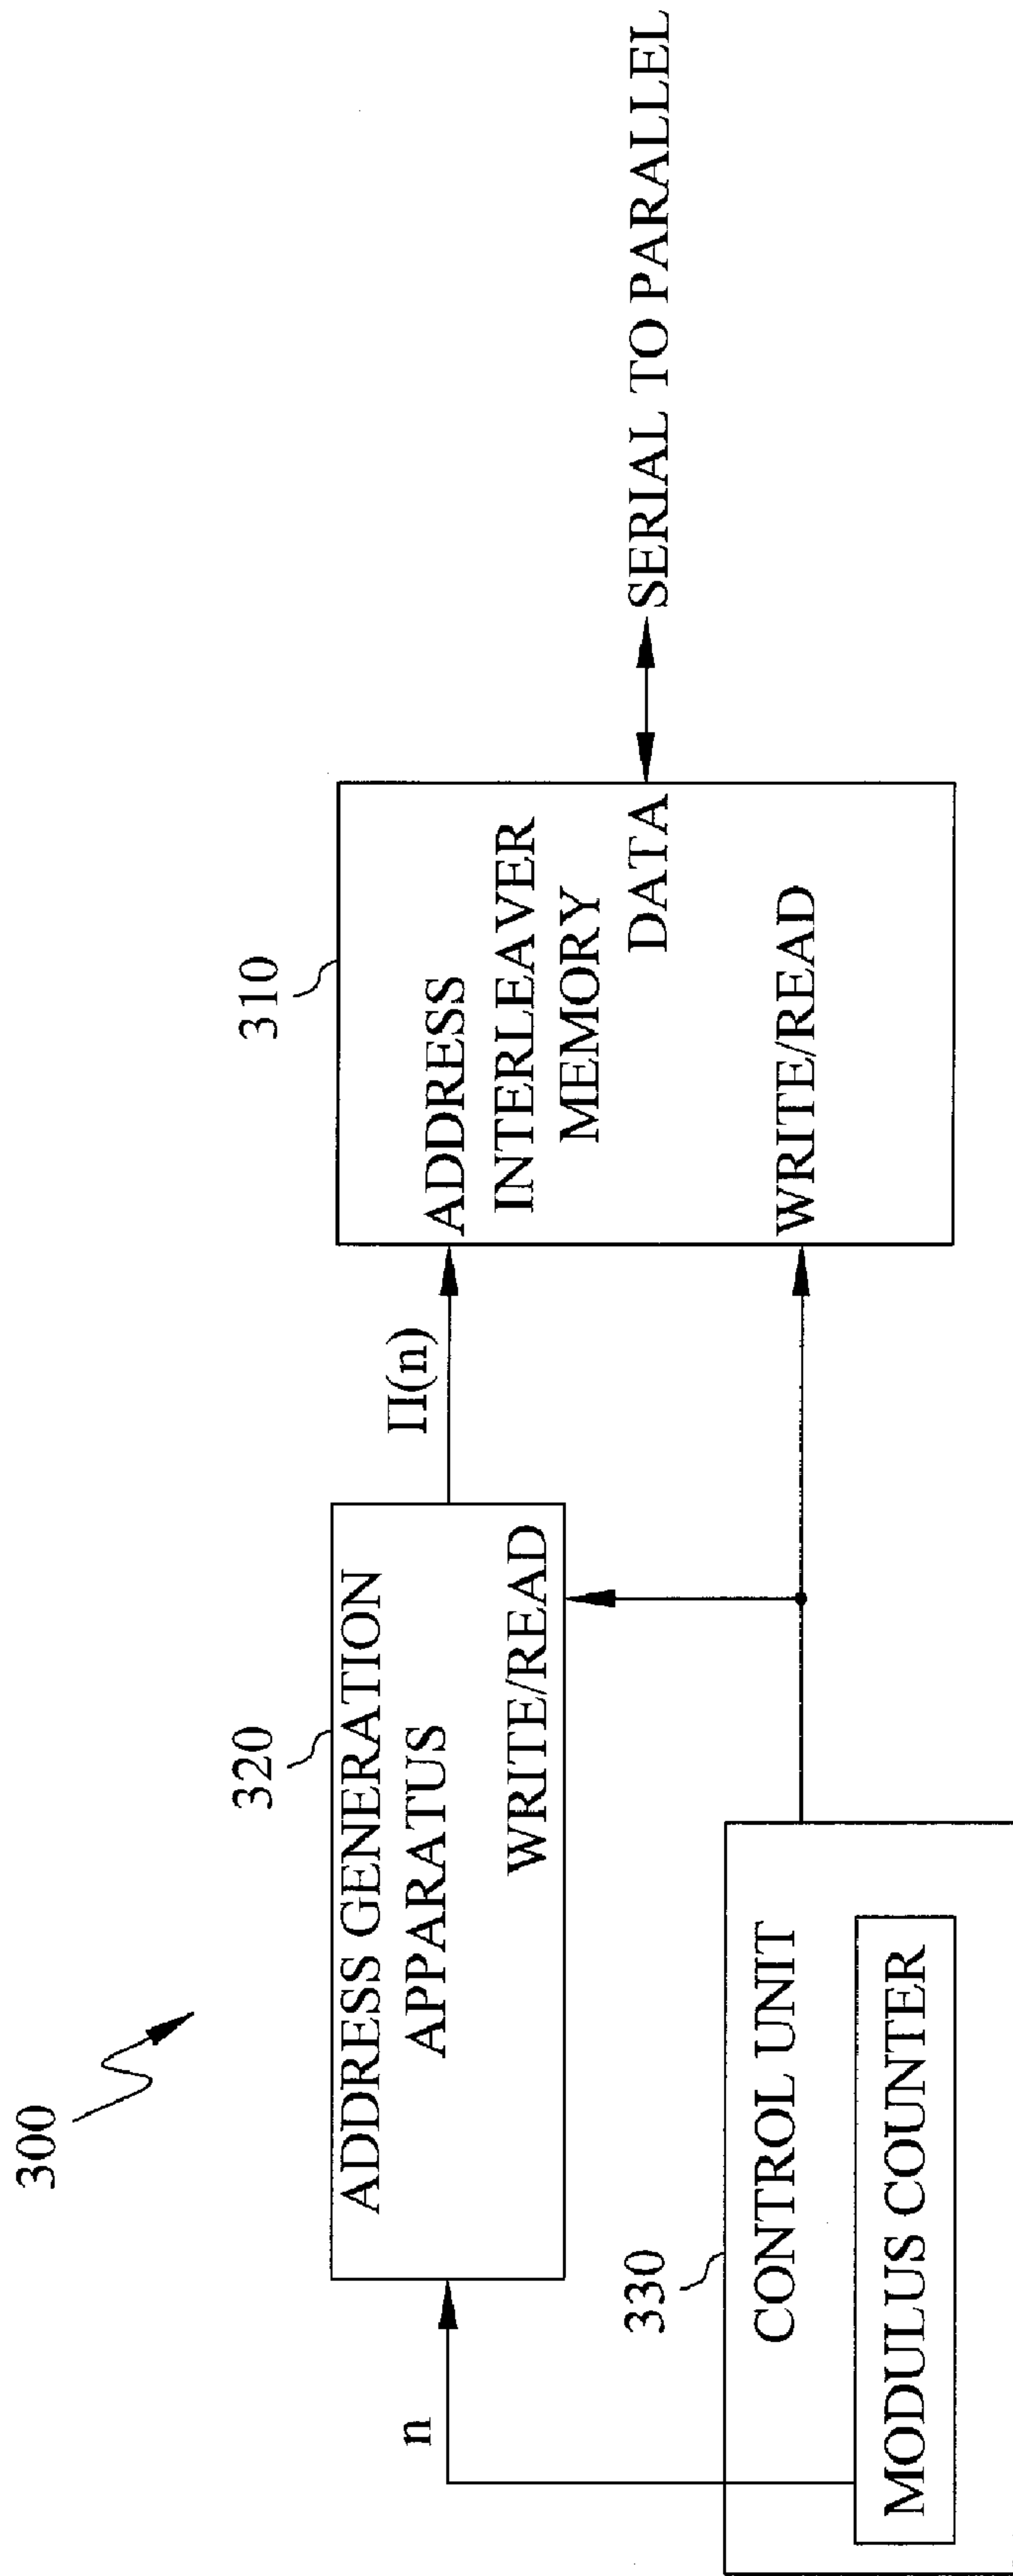 300
320
ADDRESS GENERATION
APPARATUS
WRITE/READ
n
Π(n)
310
ADDRESS
INTERLEAVER
MEMORY
DATA
WRITE/READ
SERIAL TO PARALLEL
330
CONTROL UNIT
MODULUS COUNTER